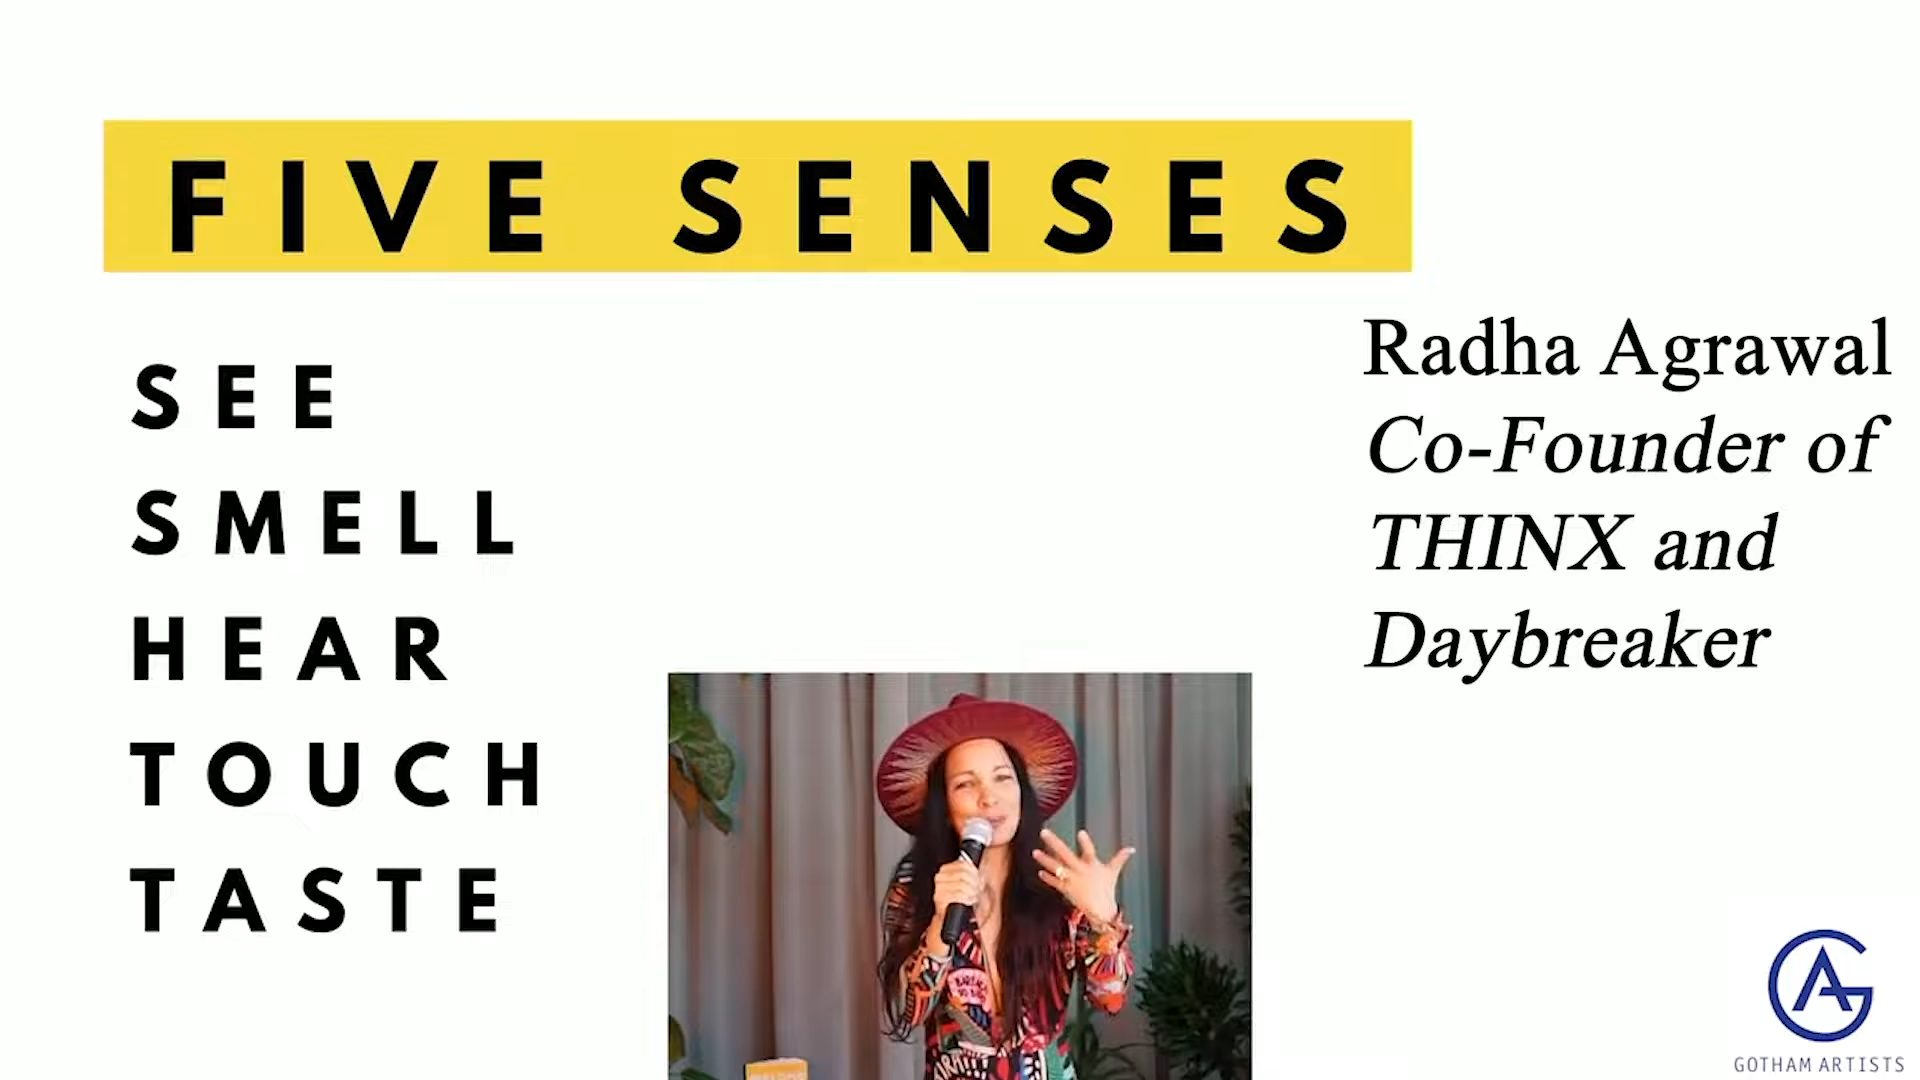 FIVE SENSES
SEE
SMELL
HEAR
TOUCH
TASTE
Radha Agrawal
Co-Founder of
THINX and
Daybreaker
GOTHAM ARTISTS